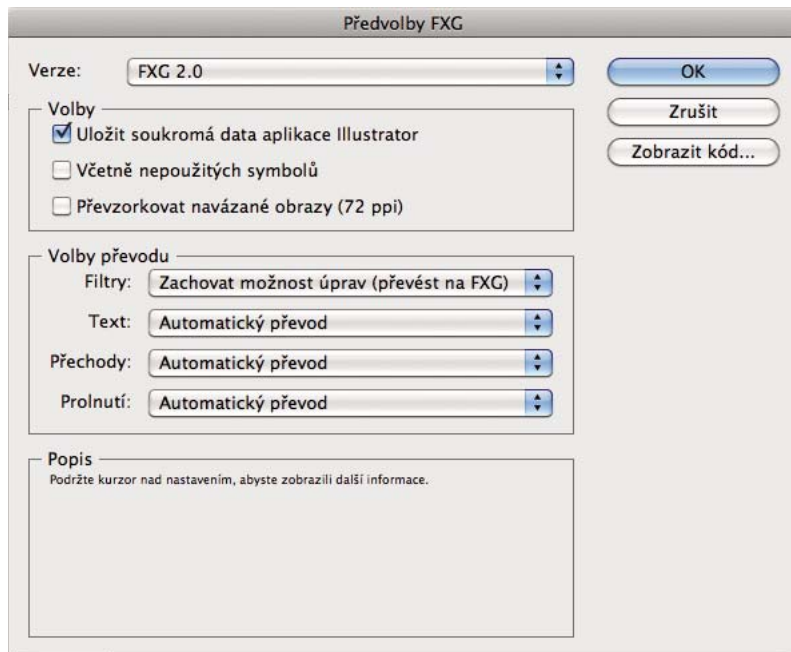 Předvolby FXG
Verze: FXG 2.0
OK
Zrušit
Zobrazit kód...
Volby
Uložit soukromá data aplikace Illustrator
Včetně nepoužitých symbolů
Převzorkovat navázané obrazy (72 ppi)
Volby převodu
Filtry: Zachovat možnost úprav (převést na FXG)
Text: Automatický převod
Přechody: Automatický převod
Prolnutí: Automatický převod
Popis
Podržte kurzor nad nastavením, abyste zobrazili další informace.